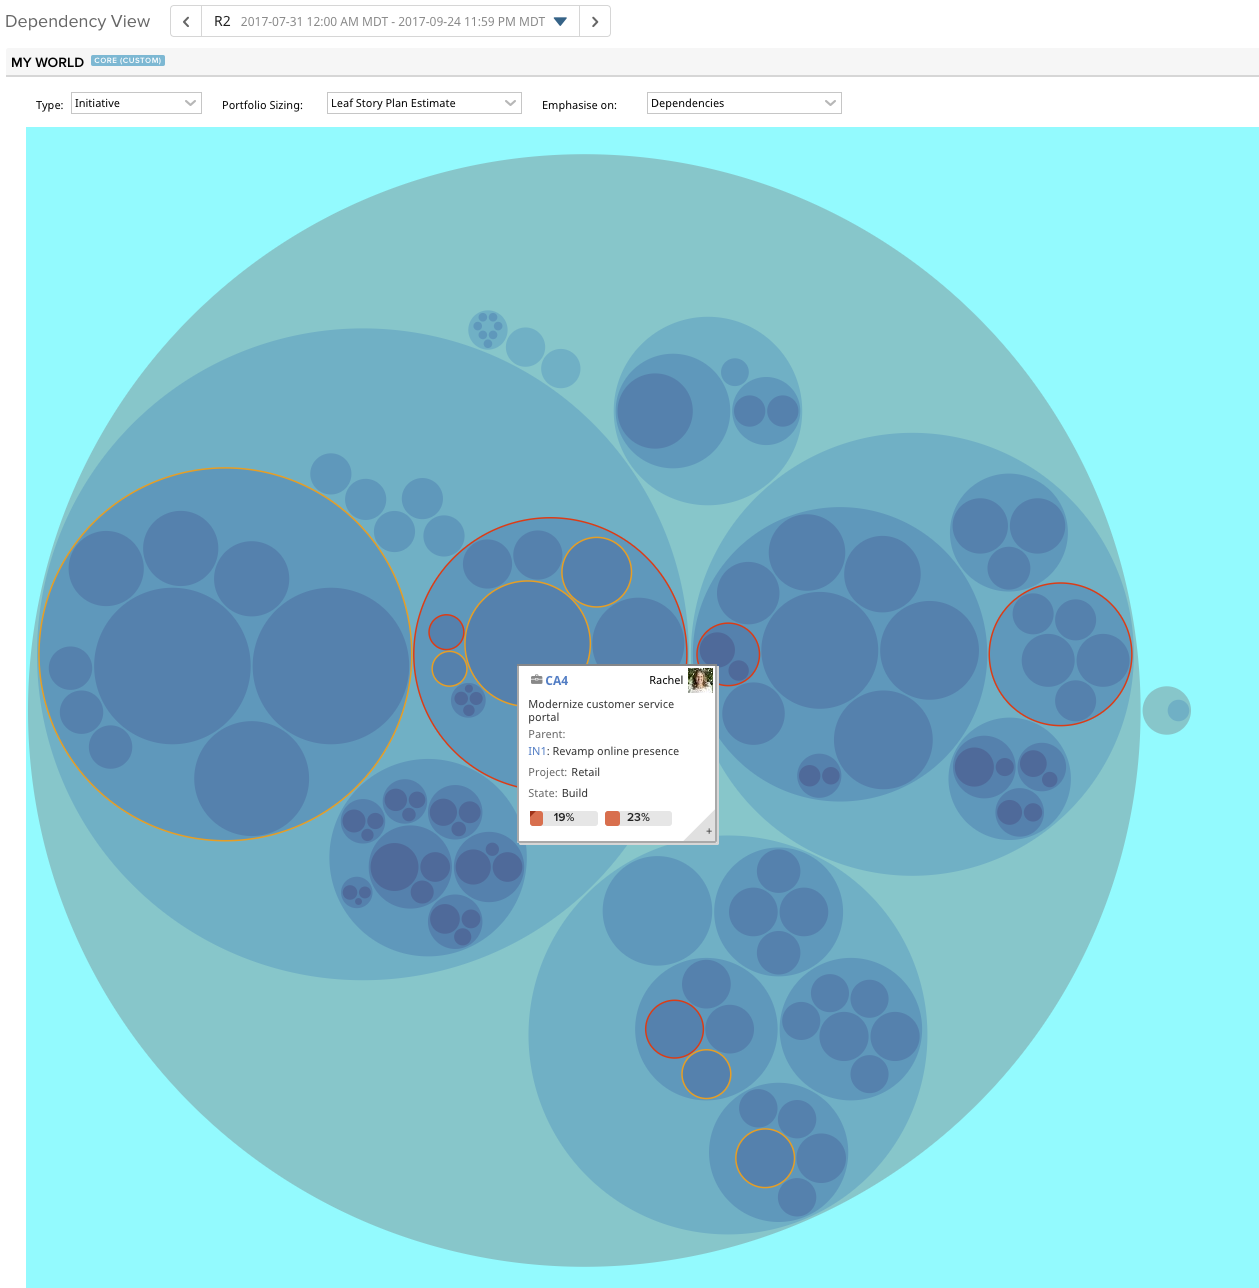 Dependency View
R2 2017-07-31 12:00 AM MDT - 2017-09-24 11:59 PM MDT
MY WORLD CORE (CUSTOM)
Type: Initiative Portfolio Sizing: Leaf Story Plan Estimate Emphasise on: Dependencies
CA4 Rachel
Modernize customer service
portal
Parent:
IN1: Revamp online presence
Project: Retail
State: Build
19% 23%
+